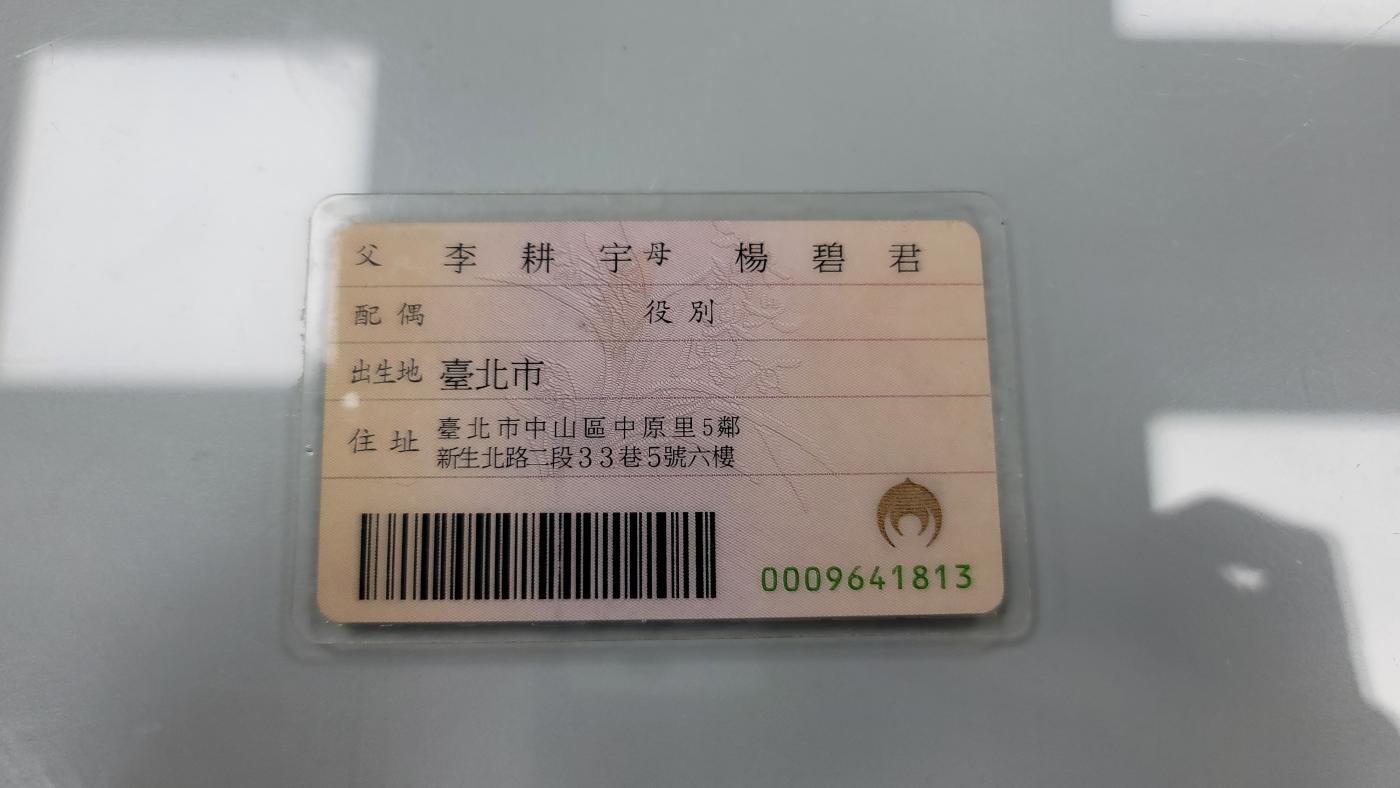 父 李耕宇 母 楊碧君
配偶 役別
出生地 臺北市
住址 臺北市中山區中原里5鄰
新生北路二段33巷5號六樓
0009641813